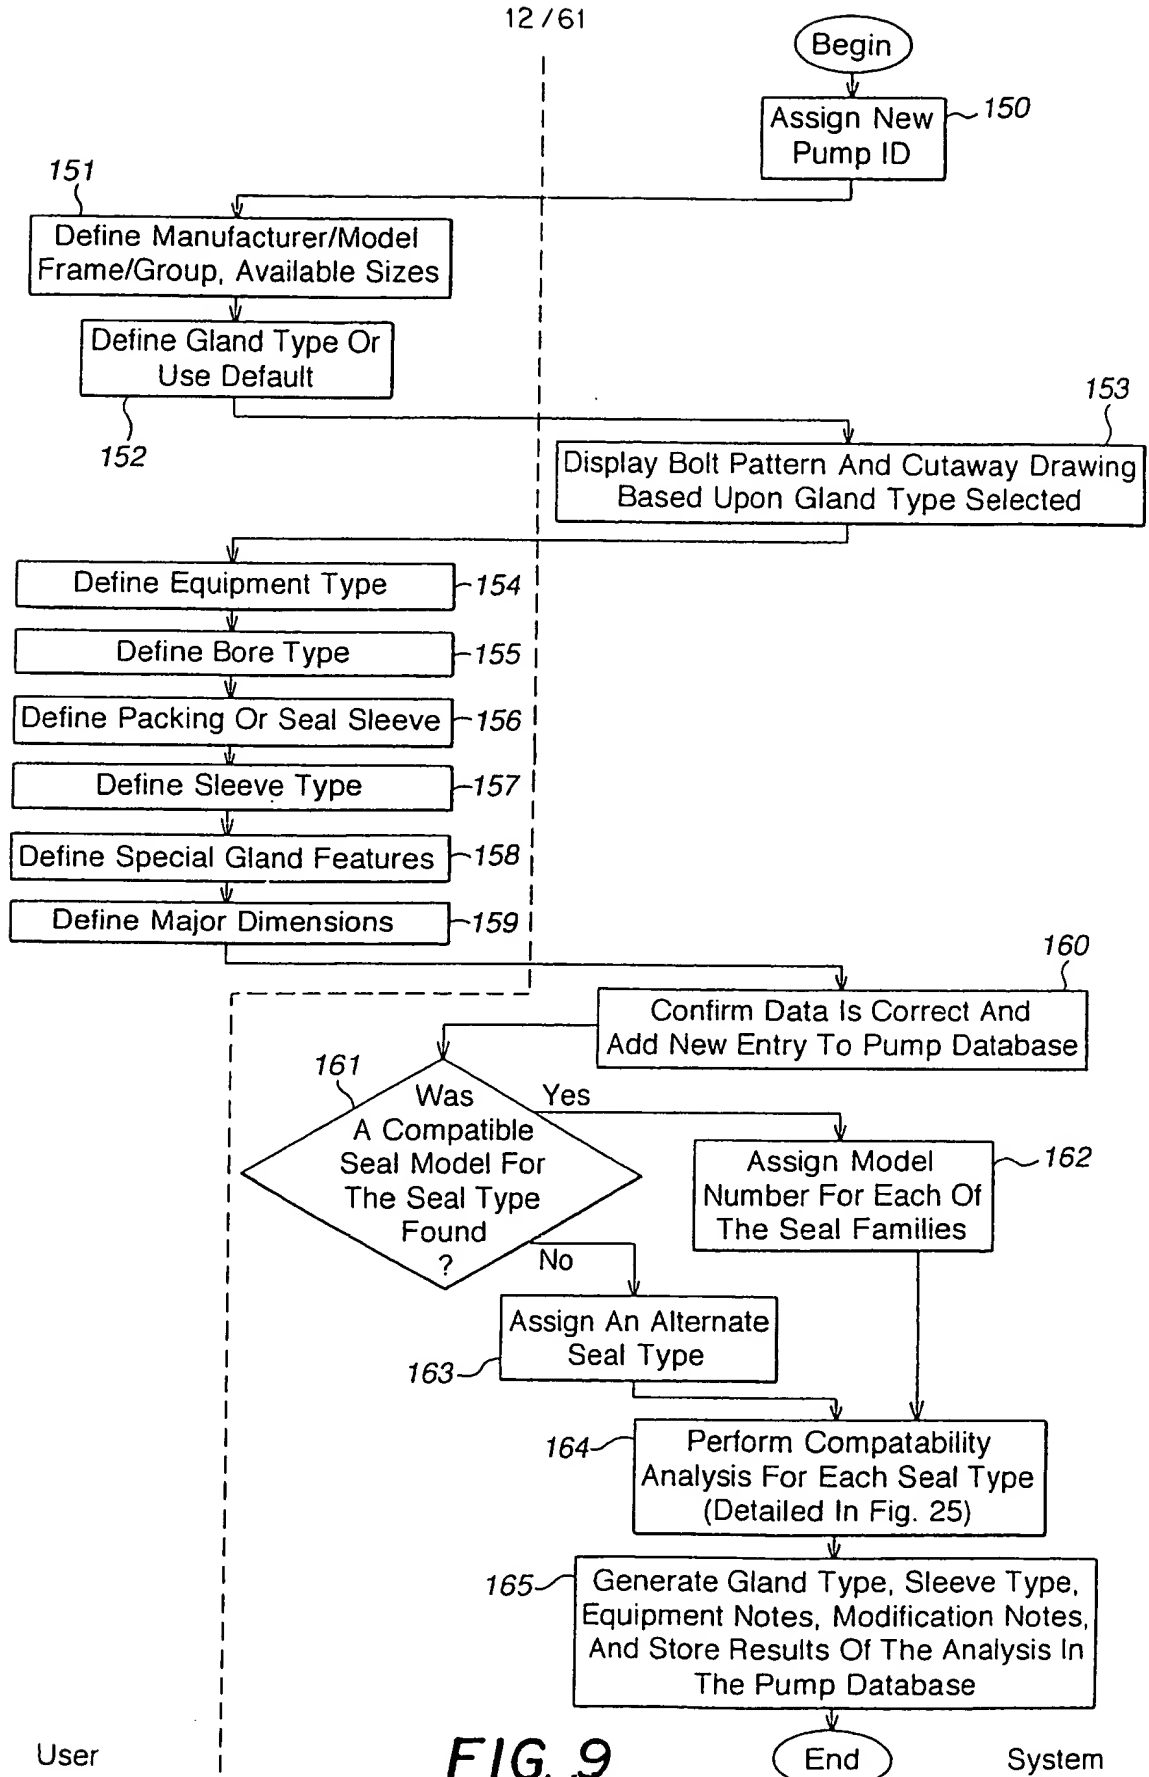 12/61
Begin
Assign New
Pump ID
150
151
Define Manufacturer/Model
Frame/Group, Available Sizes
Define Gland Type Or
Use Default
152
153
Display Bolt Pattern And Cutaway Drawing
Based Upon Gland Type Selected
Define Equipment Type
154
Define Bore Type
155
Define Packing Or Seal Sleeve
156
Define Sleeve Type
157
Define Special Gland Features
158
Define Major Dimensions
159
160
Confirm Data Is Correct And
Add New Entry To Pump Database
161
Was
A Compatible
Seal Model For
The Seal Type
Found
?
Yes
Assign Model
Number For Each Of
The Seal Families
162
No
Assign An Alternate
Seal Type
163
164
Perform Compatability
Analysis For Each Seal Type
(Detailed In Fig. 25)
165
Generate Gland Type, Sleeve Type,
Equipment Notes, Modification Notes,
And Store Results Of The Analysis In
The Pump Database
User
FIG. 9
End
System